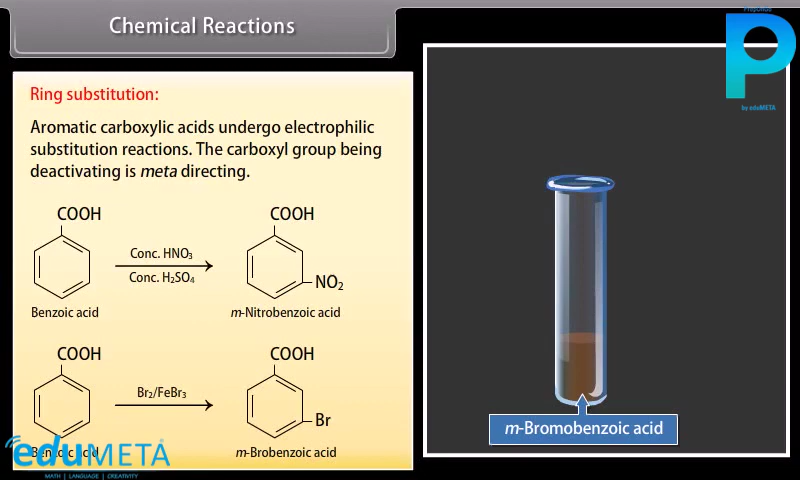 Chemical Reactions
Preponde
P
by eduMETA
Ring substitution:
Aromatic carboxylic acids undergo electrophilic
substitution reactions. The carboxyl group being
deactivating is meta directing.
COOH
COOH
Conc. HNO₃
Conc. H₂SO₄
NO₂
Benzoic acid
m-Nitrobenzoic acid
COOH
COOH
Br₂/FeBr₃
Br
Benzoic acid
m-Brobenzoic acid
m-Bromobenzoic acid
eduMETA
MATH | LANGUAGE | CREATIVITY